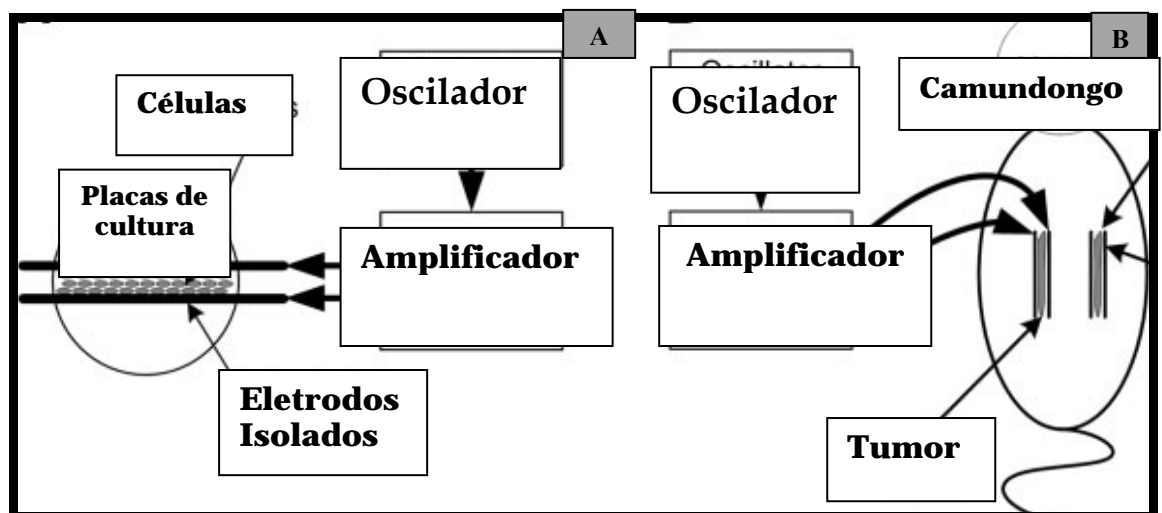 A
B
Células
s
Oscilador
Oscilador
Camundongo
Placas de
cultura
Amplificador
Amplificador
Eletrodos
Isolados
Tumor